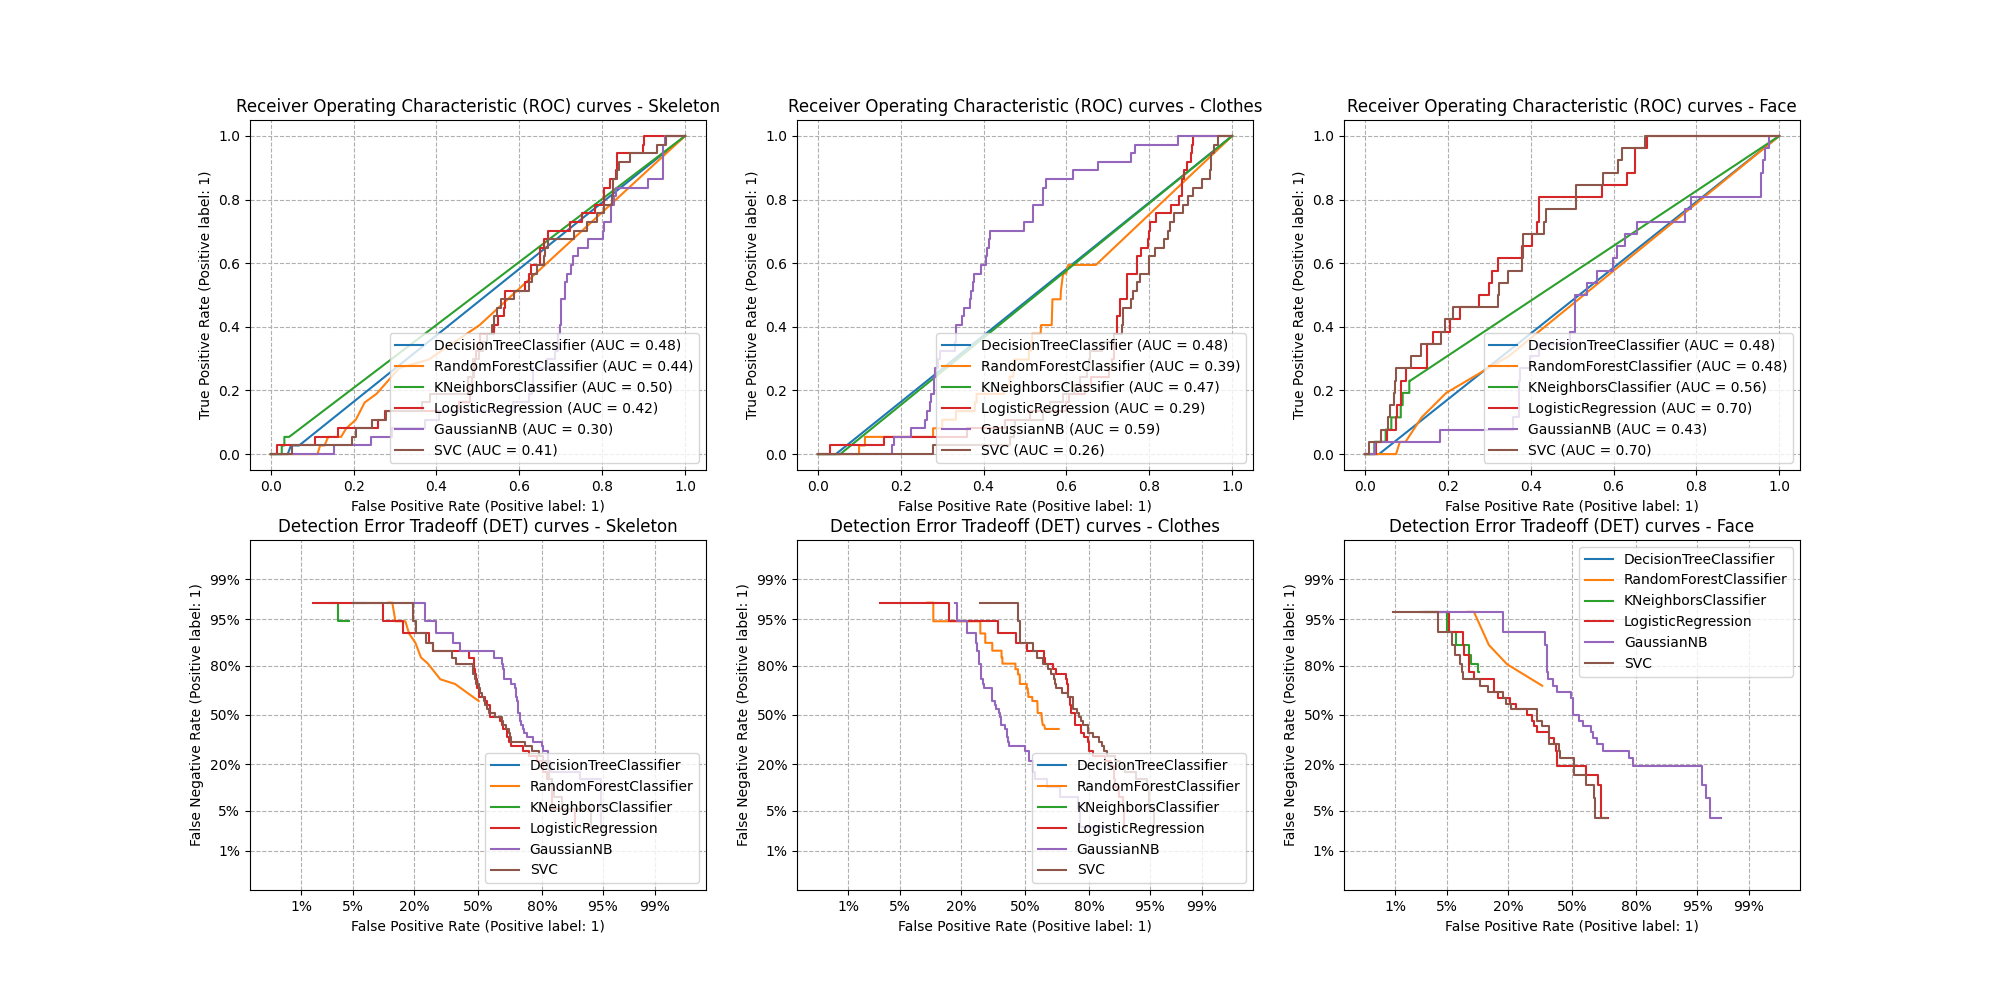 Receiver Operating Characteristic (ROC) curves - Skeleton
True Positive Rate (Positive label: 1)
1.0
0.8
0.6
0.4
0.2
0.0
DecisionTreeClassifier (AUC = 0.48)
RandomForestClassifier (AUC = 0.44)
KNeighborsClassifier (AUC = 0.50)
LogisticRegression (AUC = 0.42)
GaussianNB (AUC = 0.30)
SVC (AUC = 0.41)
0.0 0.2 0.4 0.6 0.8 1.0
False Positive Rate (Positive label: 1)
Receiver Operating Characteristic (ROC) curves - Clothes
True Positive Rate (Positive label: 1)
1.0
0.8
0.6
0.4
0.2
0.0
DecisionTreeClassifier (AUC = 0.48)
RandomForestClassifier (AUC = 0.39)
KNeighborsClassifier (AUC = 0.47)
LogisticRegression (AUC = 0.29)
GaussianNB (AUC = 0.59)
SVC (AUC = 0.26)
0.0 0.2 0.4 0.6 0.8 1.0
False Positive Rate (Positive label: 1)
Receiver Operating Characteristic (ROC) curves - Face
True Positive Rate (Positive label: 1)
1.0
0.8
0.6
0.4
0.2
0.0
DecisionTreeClassifier (AUC = 0.48)
RandomForestClassifier (AUC = 0.48)
KNeighborsClassifier (AUC = 0.56)
LogisticRegression (AUC = 0.70)
GaussianNB (AUC = 0.43)
SVC (AUC = 0.70)
0.0 0.2 0.4 0.6 0.8 1.0
False Positive Rate (Positive label: 1)
Detection Error Tradeoff (DET) curves - Skeleton
False Negative Rate (Positive label: 1)
99%
95%
80%
50%
20%
5%
1%
DecisionTreeClassifier
RandomForestClassifier
KNeighborsClassifier
LogisticRegression
GaussianNB
SVC
1% 5% 20% 50% 80% 95% 99%
False Positive Rate (Positive label: 1)
Detection Error Tradeoff (DET) curves - Clothes
False Negative Rate (Positive label: 1)
99%
95%
80%
50%
20%
5%
1%
DecisionTreeClassifier
RandomForestClassifier
KNeighborsClassifier
LogisticRegression
GaussianNB
SVC
1% 5% 20% 50% 80% 95% 99%
False Positive Rate (Positive label: 1)
Detection Error Tradeoff (DET) curves - Face
False Negative Rate (Positive label: 1)
99%
95%
80%
50%
20%
5%
1%
DecisionTreeClassifier
RandomForestClassifier
KNeighborsClassifier
LogisticRegression
GaussianNB
SVC
1% 5% 20% 50% 80% 95% 99%
False Positive Rate (Positive label: 1)